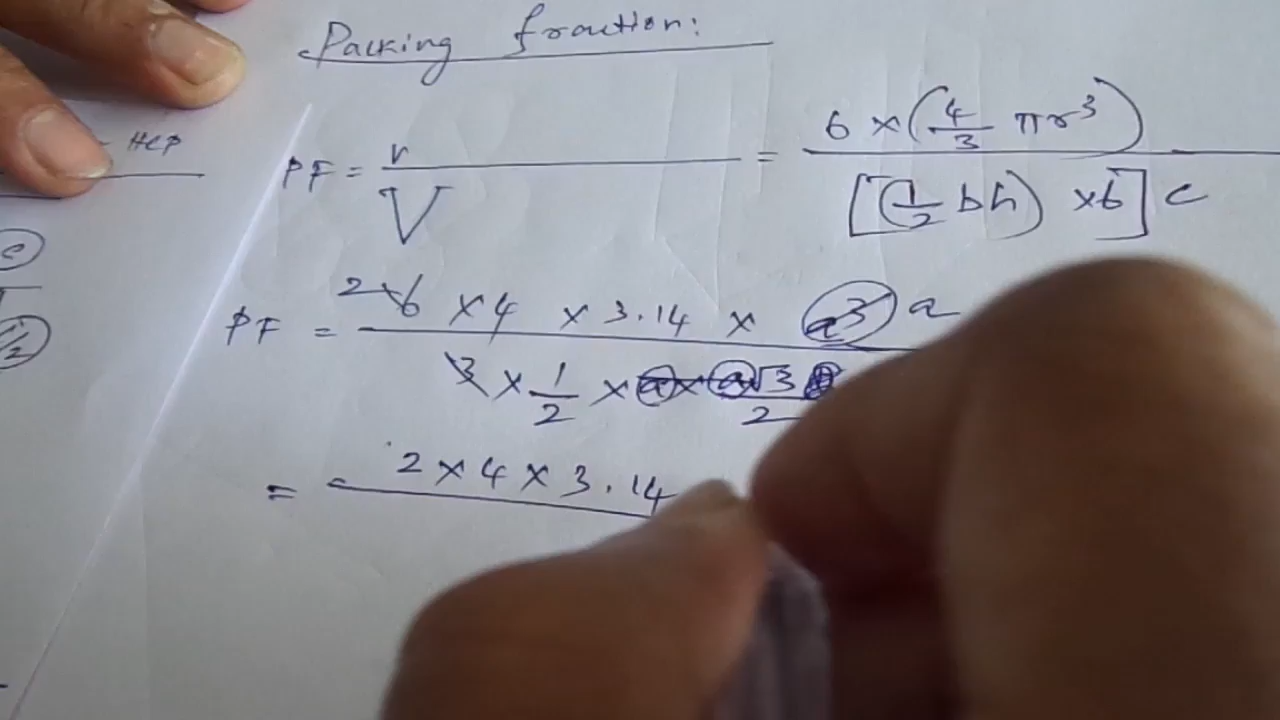 Packing fraction:
HCP
PF = v / V = 6 × (4/3 πr³) / [(1/2 bh) × 6] c
PF = 2 6 × 4 × 3.14 × a³ a / 3 × 1/2 × a × a√3 / 2
= 2 × 4 × 3.14